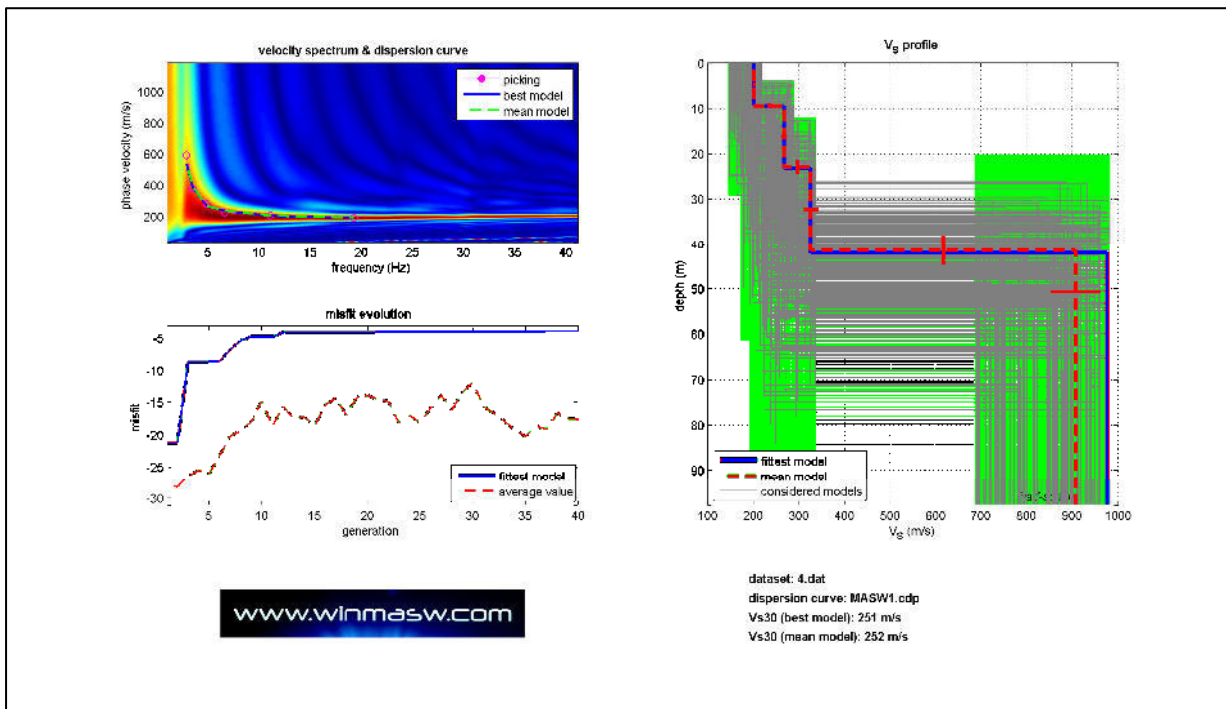 velocity spectrum & dispersion curve
phase velocity (m/s)
1000
800
600
400
200
picking
best model
mean model
5 10 15 20 25 30 35 40
frequency (Hz)
misfit evolution
misfit
-5
-10
-15
-20
-25
-30
fittest model
average value
5 10 15 20 25 30 35 40
generation
www.winmasw.com
VS profile
depth (m)
0
10
20
30
40
50
60
70
80
90
fittest model
mean model
considered models
100 200 300 400 500 600 700 800 900 1000
VS (m/s)
dataset: 4.dat
dispersion curve: MASW1.cdp
Vs30 (best model): 251 m/s
Vs30 (mean model): 252 m/s